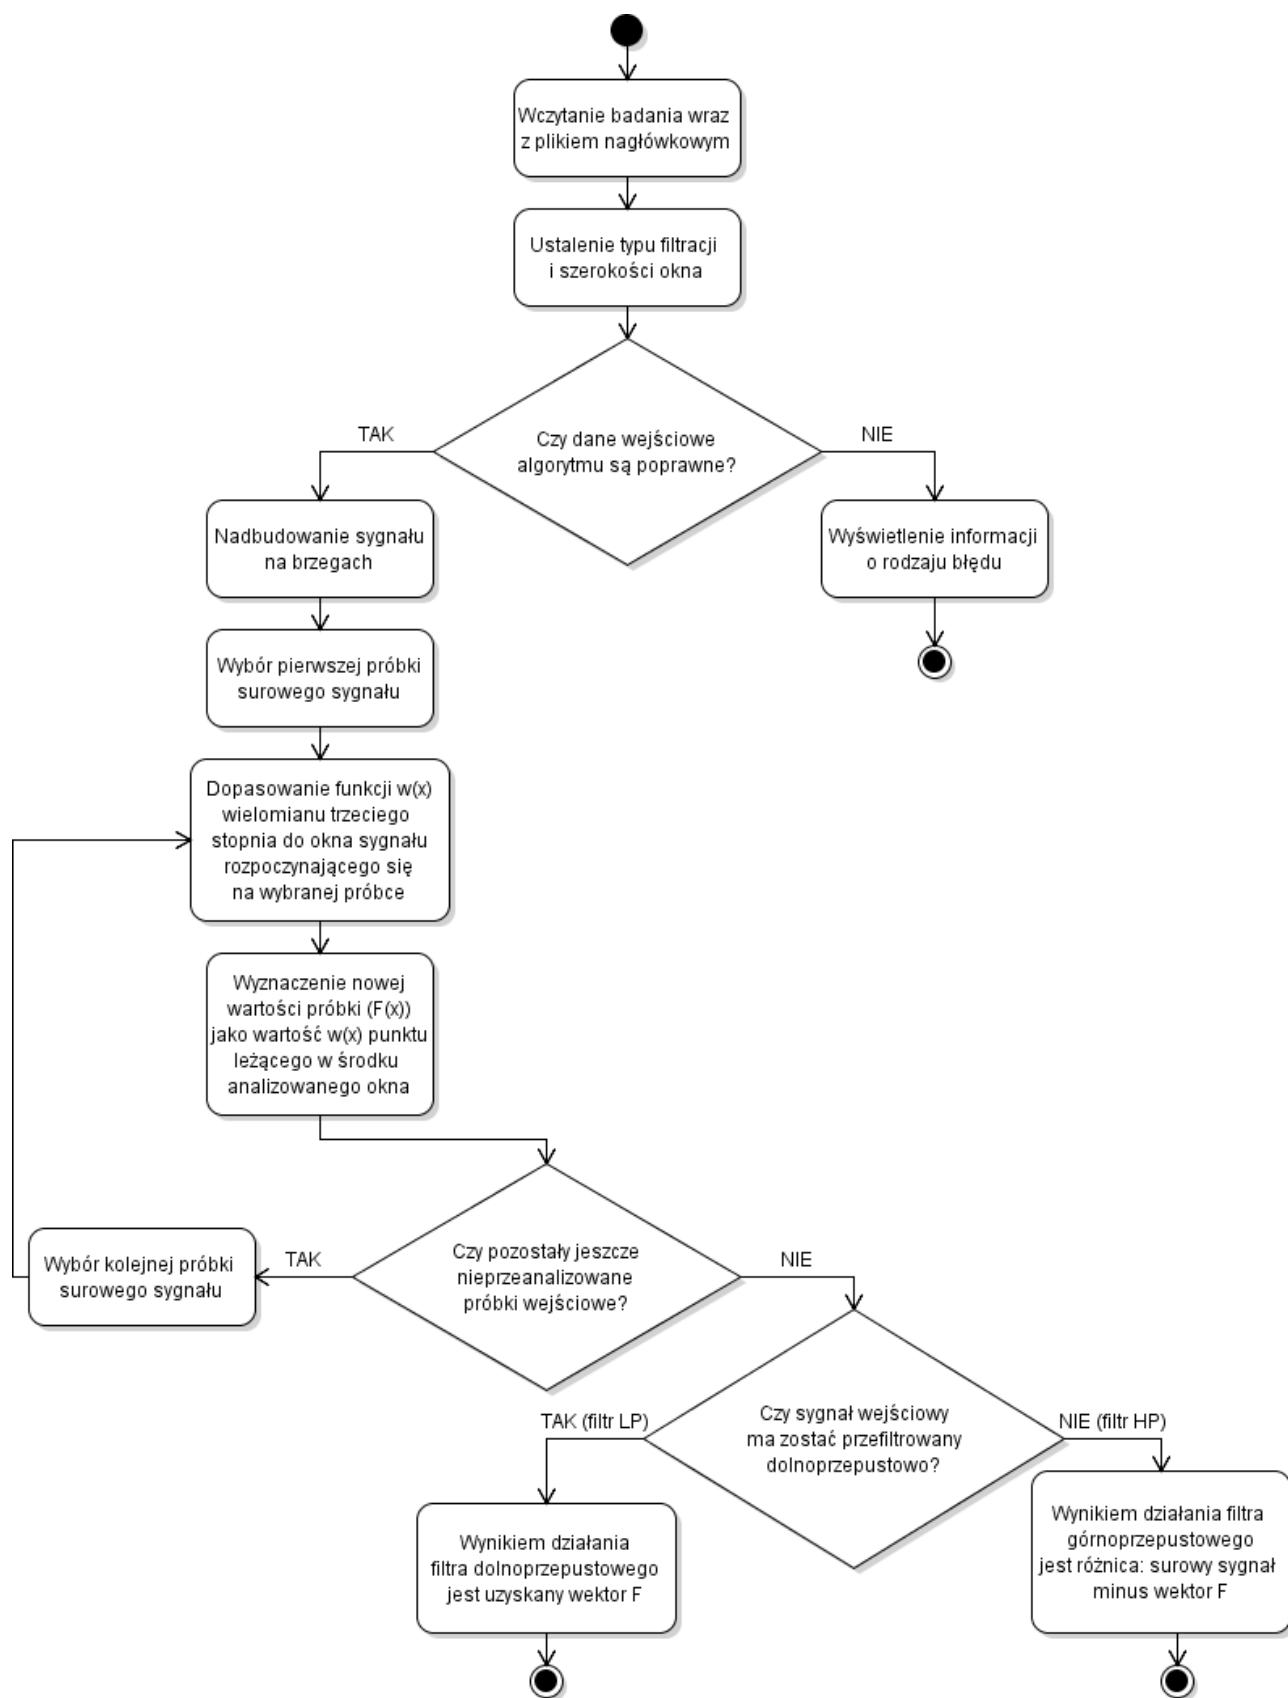 Wczytanie badania wraz
z plikiem nagłówkowym
Ustalenie typu filtracji
i szerokości okna
Czy dane wejściowe
algorytmu są poprawne?
TAK
NIE
Nadbudowanie sygnału
na brzegach
Wyświetlenie informacji
o rodzaju błędu
Wybór pierwszej próbki
surowego sygnału
Dopasowanie funkcji w(x)
wielomianu trzeciego
stopnia do okna sygnału
rozpoczynającego się
na wybranej próbce
Wyznaczenie nowej
wartości próbki (F(x))
jako wartość w(x) punktu
leżącego w środku
analizowanego okna
Czy pozostały jeszcze
nieprzeanalizowane
próbki wejściowe?
TAK
NIE
Wybór kolejnej próbki
surowego sygnału
Czy sygnał wejściowy
ma zostać przefiltrowany
dolnoprzepustowo?
TAK (filtr LP)
NIE (filtr HP)
Wynikiem działania
filtra dolnoprzepustowego
jest uzyskany wektor F
Wynikiem działania filtra
górnoprzepustowego
jest różnica: surowy sygnał
minus wektor F